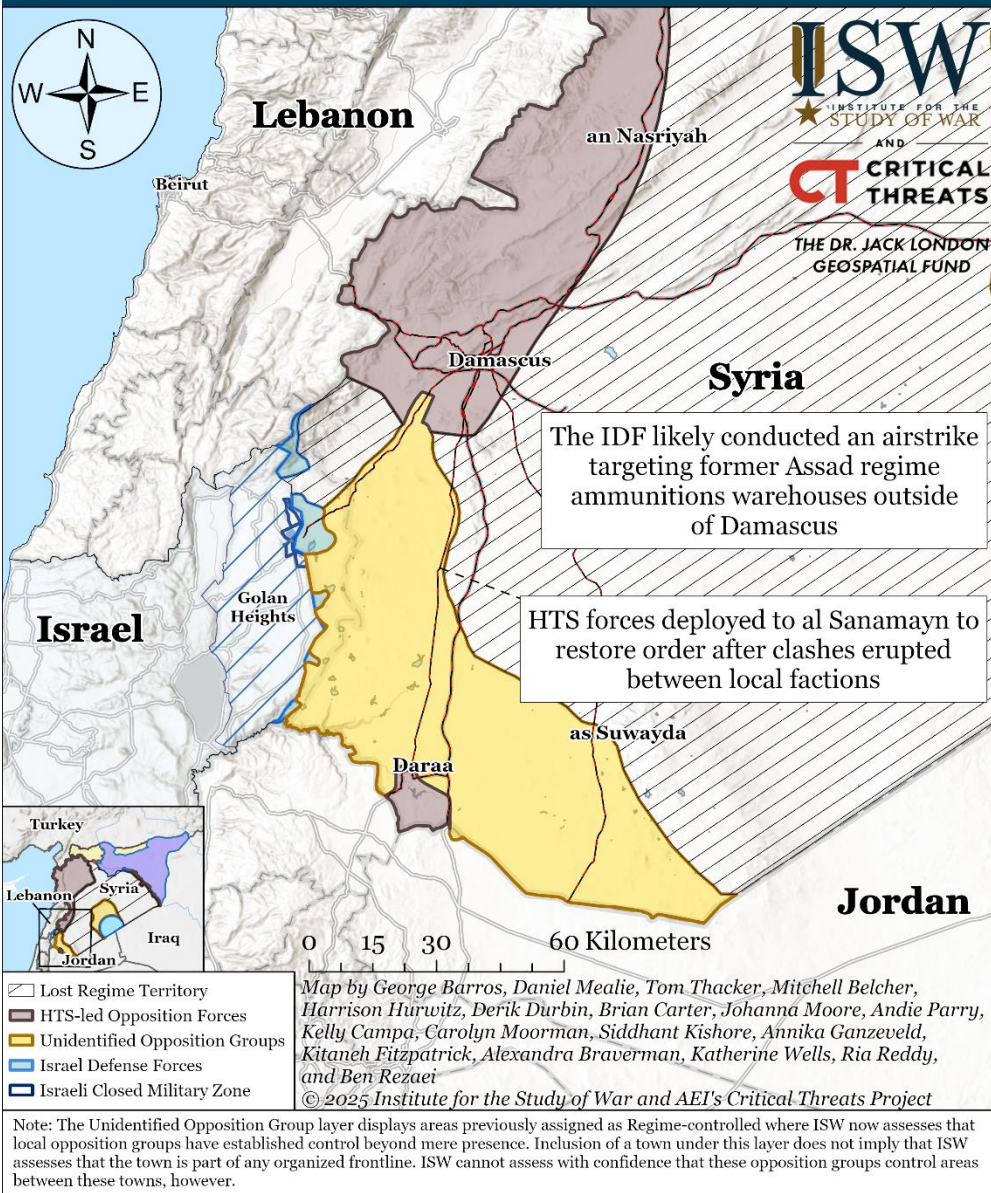 N
W
E
S
ISW
INSTITUTE FOR THE
STUDY OF WAR
AND
CT CRITICAL
THREATS
THE DR. JACK LONDON
GEOSPATIAL FUND
Lebanon
an Nasriyah
Beirut
Damascus
Syria
The IDF likely conducted an airstrike
targeting former Assad regime
ammunitions warehouses outside
of Damascus
Golan
Heights
Israel
HTS forces deployed to al Sanamayn to
restore order after clashes erupted
between local factions
as Suwayda
Daraa
Jordan
Turkey
Lebanon
Syria
Iraq
Jordan
0 15 30 60 Kilometers
Lost Regime Territory
HTS-led Opposition Forces
Unidentified Opposition Groups
Israel Defense Forces
Israeli Closed Military Zone
Map by George Barros, Daniel Mealie, Tom Thacker, Mitchell Belcher,
Harrison Hurwitz, Derik Durbin, Brian Carter, Johanna Moore, Andie Parry,
Kelly Campa, Carolyn Moorman, Siddhant Kishore, Annika Ganzeveld,
Kitaneh Fitzpatrick, Alexandra Braverman, Katherine Wells, Ria Reddy,
and Ben Rezaei
© 2025 Institute for the Study of War and AEI's Critical Threats Project
Note: The Unidentified Opposition Group layer displays areas previously assigned as Regime-controlled where ISW now assesses that
local opposition groups have established control beyond mere presence. Inclusion of a town under this layer does not imply that ISW
assesses that the town is part of any organized frontline. ISW cannot assess with confidence that these opposition groups control areas
between these towns, however.